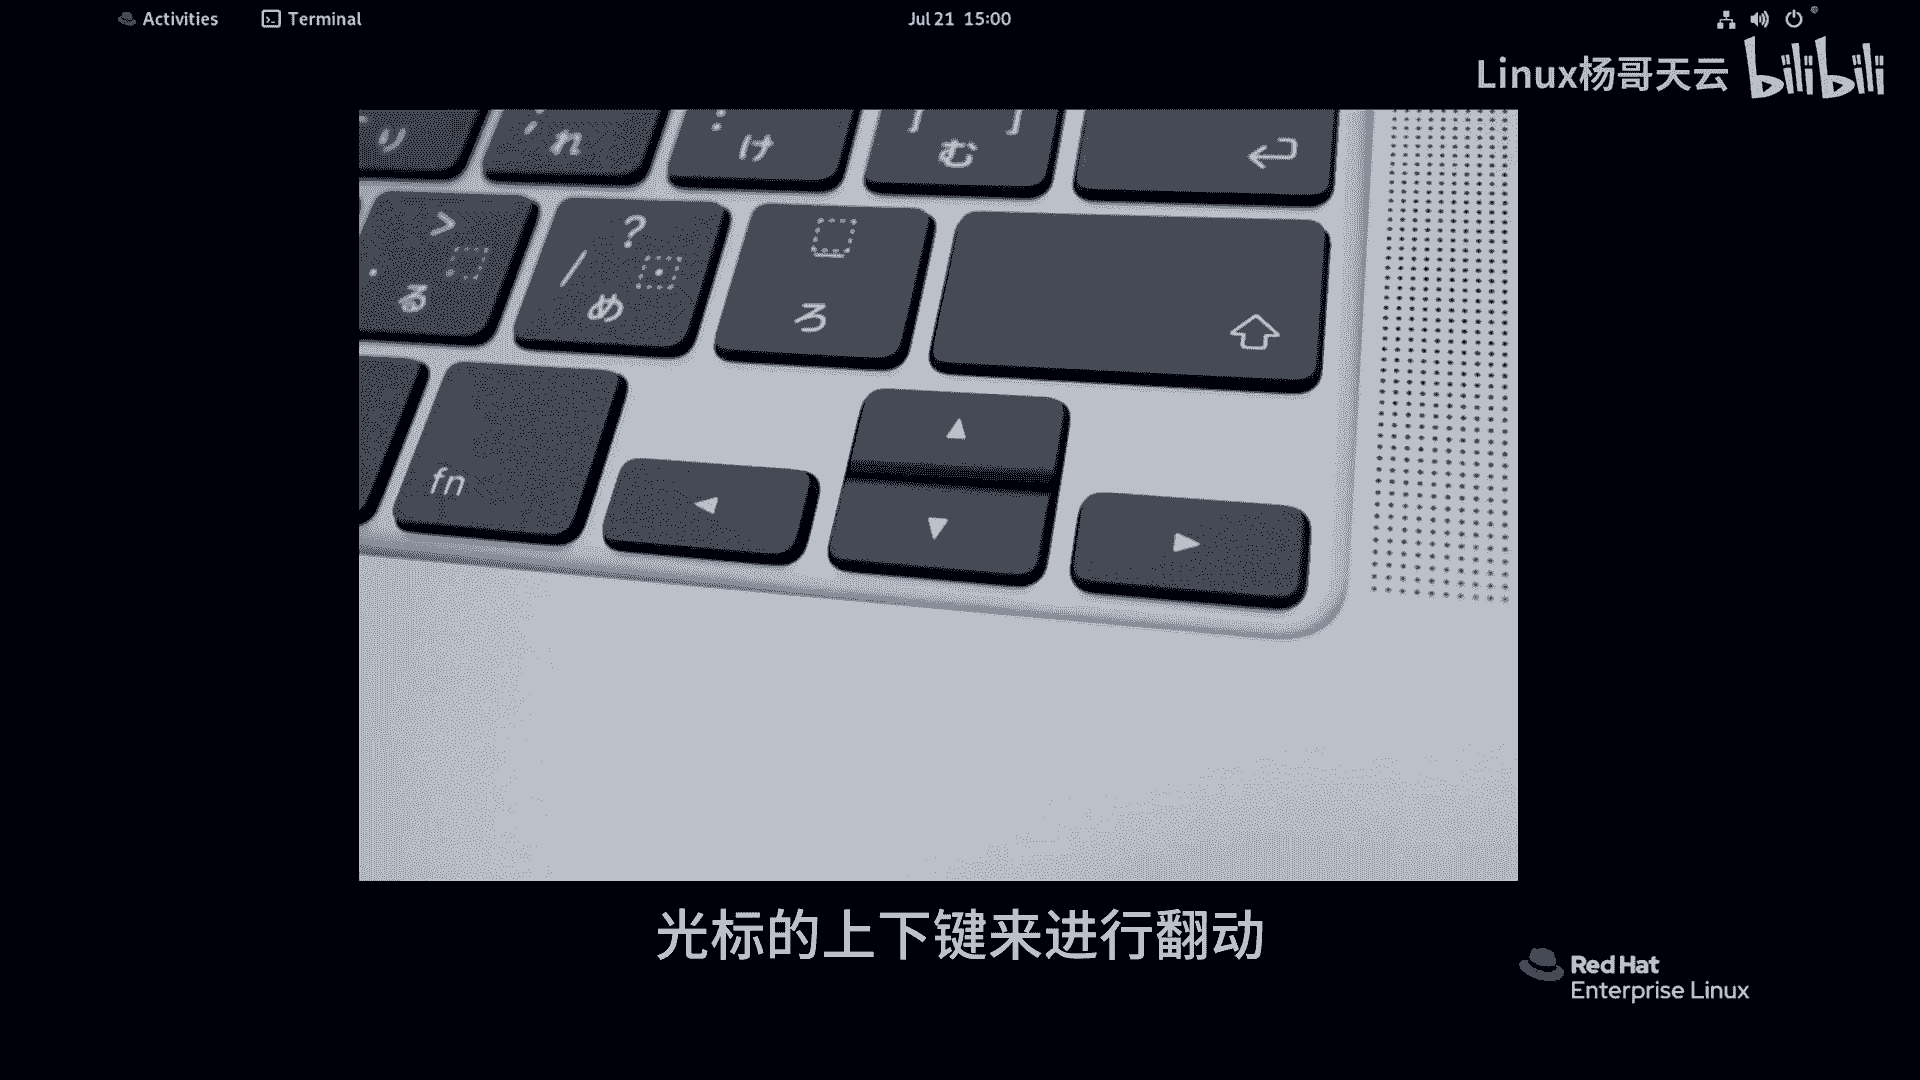 Activities
Terminal
Jul 21 15:00
Linux杨哥天云
bilibili
り
; れ
: け
] む
>
. る
?
/
め
ろ
fn
光标的上下键来进行翻动
Red Hat
Enterprise Linux